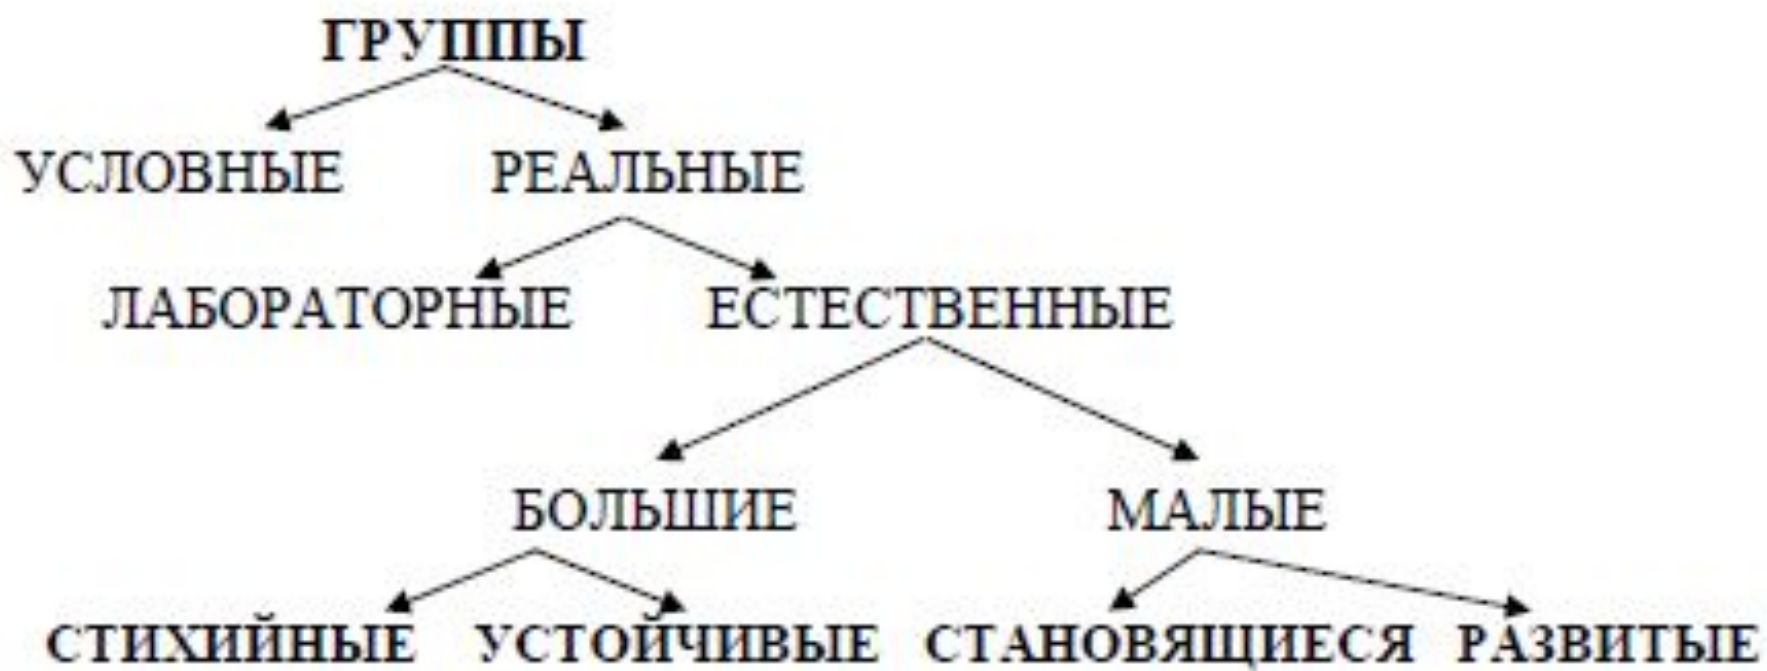 ГРУППЫ
УСЛОВНЫЕ РЕАЛЬНЫЕ
ЛАБОРАТОРНЫЕ ЕСТЕСТВЕННЫЕ
БОЛЬШИЕ МАЛЫЕ
СТИХИЙНЫЕ УСТОЙЧИВЫЕ СТАНОВЯЩИЕСЯ РАЗВИТЫЕ